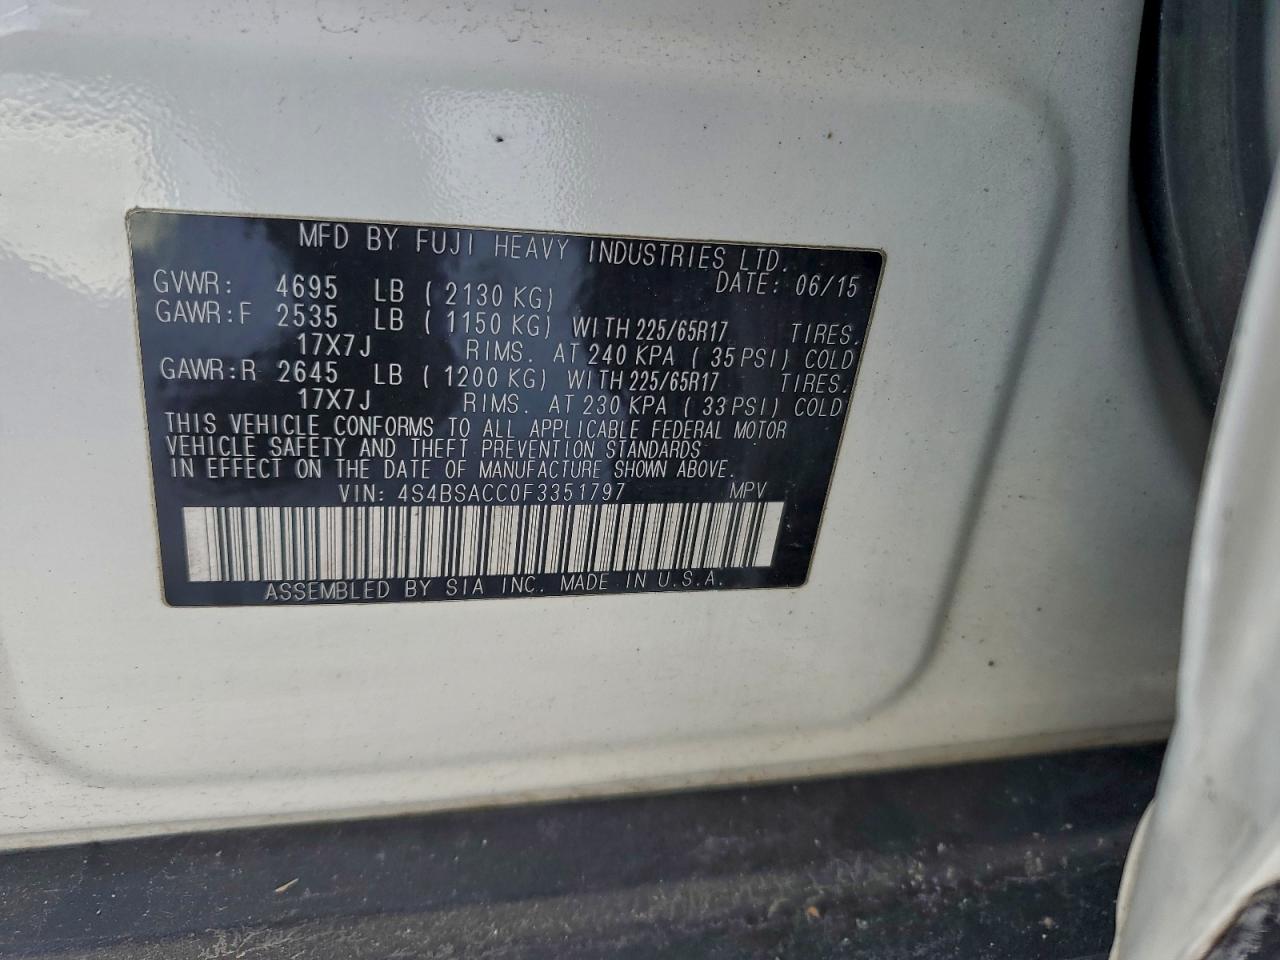 MFD BY FUJI HEAVY INDUSTRIES LTD.
DATE: 06/15
GVWR: 4695 LB ( 2130 KG)
GAWR:F 2535 LB ( 1150 KG) WITH 225/65R17 TIRES.
17X7J RIMS. AT 240 KPA ( 35 PSI) COLD
GAWR:R 2645 LB ( 1200 KG) WITH 225/65R17 TIRES.
17X7J RIMS. AT 230 KPA ( 33 PSI) COLD
THIS VEHICLE CONFORMS TO ALL APPLICABLE FEDERAL MOTOR
VEHICLE SAFETY AND THEFT PREVENTION STANDARDS
IN EFFECT ON THE DATE OF MANUFACTURE SHOWN ABOVE.
VIN: 4S4BSACC0F3351797 MPV
ASSEMBLED BY SIA INC. MADE IN U.S.A.